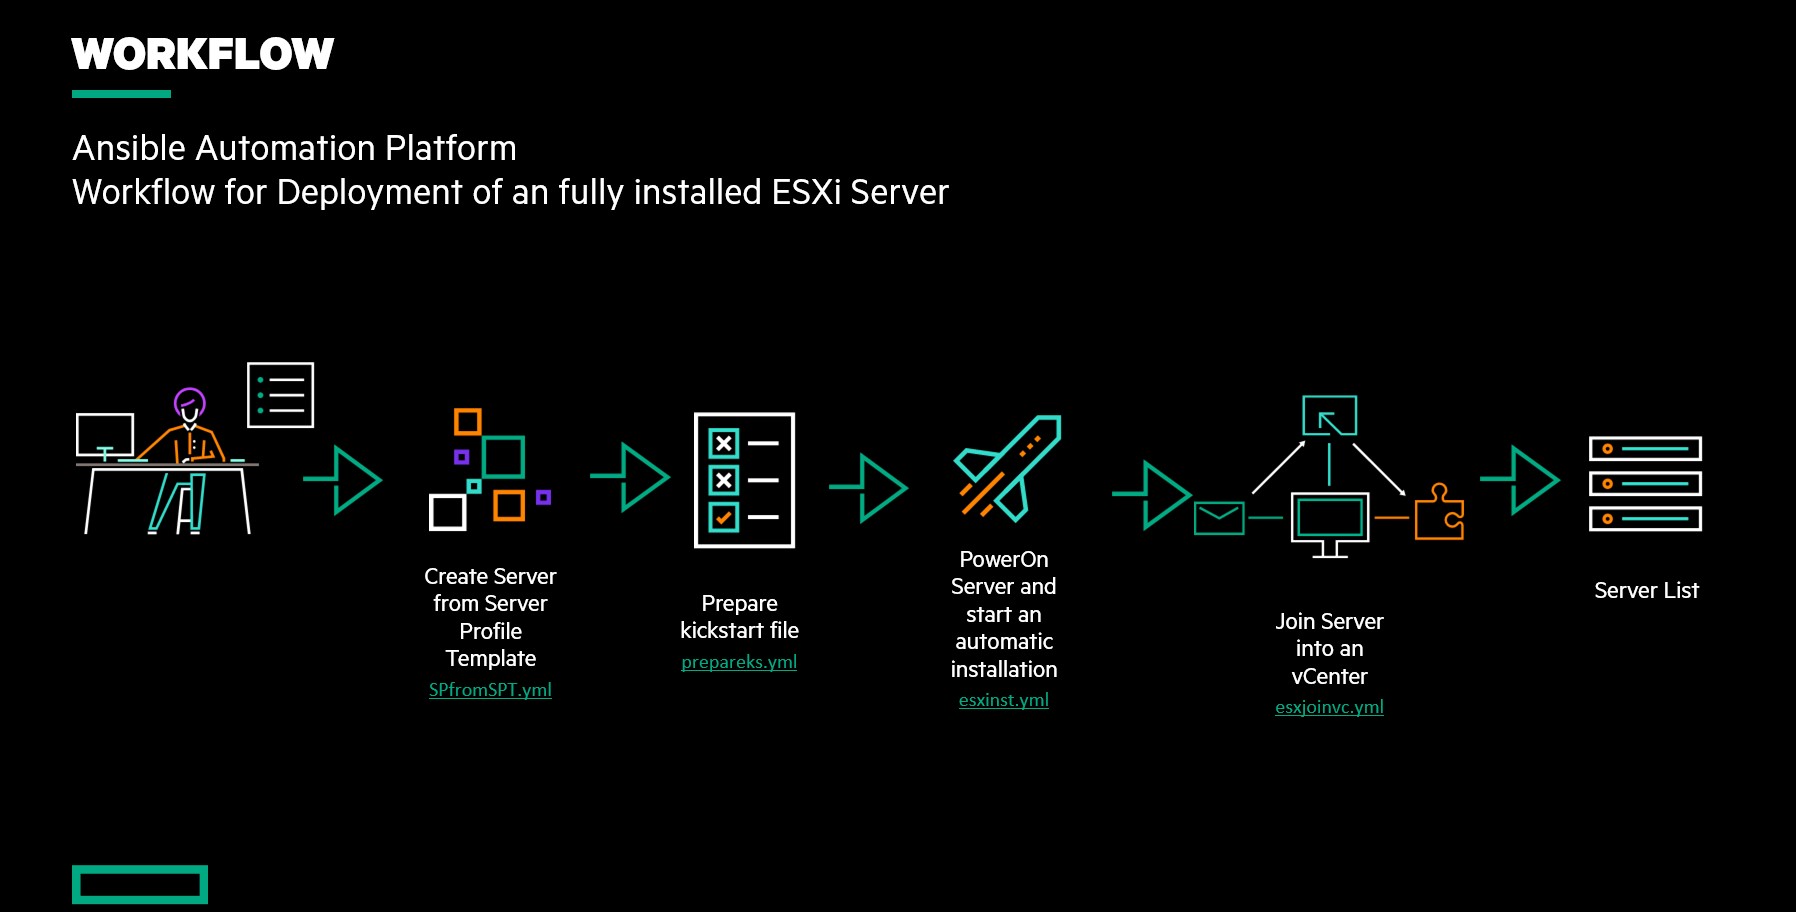 WORKFLOW
Ansible Automation Platform
Workflow for Deployment of an fully installed ESXi Server
Create Server
from Server
Profile
Template
SPfromSPT.yml
Prepare
kickstart file
prepareks.yml
PowerOn
Server and
start an
automatic
installation
esxinst.yml
Join Server
into an
vCenter
esxjoinvc.yml
Server List